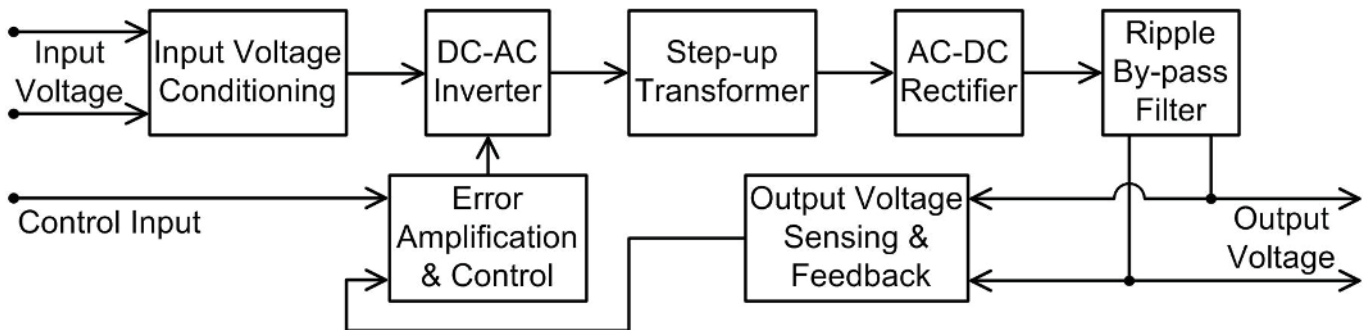 Input
Voltage
Input Voltage
Conditioning
DC-AC
Inverter
Step-up
Transformer
AC-DC
Rectifier
Ripple
By-pass
Filter
Control Input
Error
Amplification
& Control
Output Voltage
Sensing &
Feedback
Output
Voltage